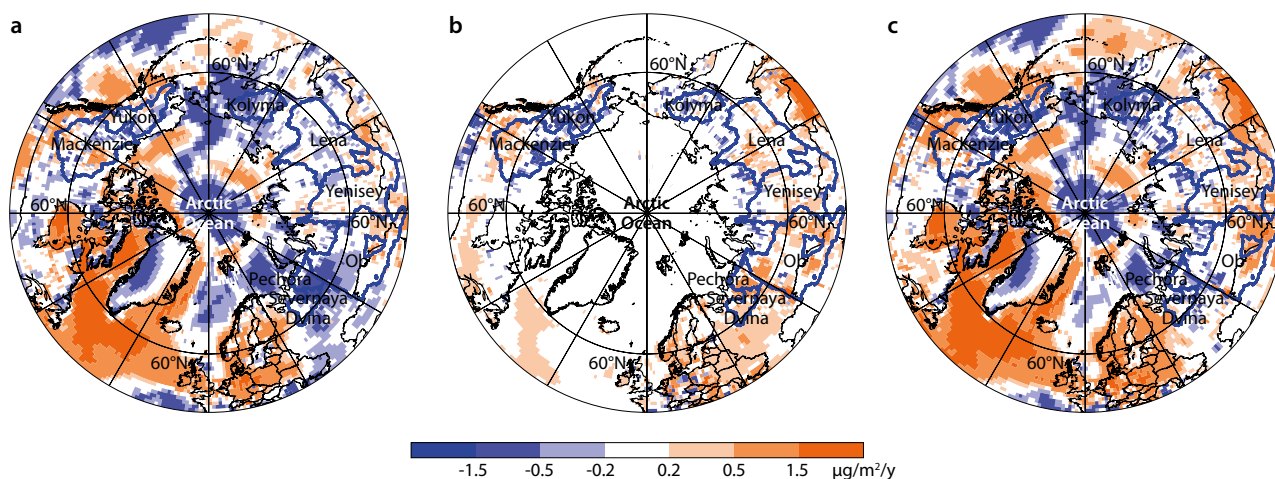 a
60°N
Kolyma
Yukon
Lena
Mackenzie
Yenisey
60°N
Arctic
60°N
Ocean
Ob
Pechora
Severnaya
Dvina
60°N
b
60°N
Kolyma
Yukon
Lena
Mackenzie
Yenisey
60°N
Arctic
60°N
Ocean
Ob
Pechora
Severnaya
Dvina
60°N
c
60°N
Kolyma
Yukon
Lena
Mackenzie
Yenisey
60°N
Arctic
60°N
Ocean
Ob
Pechora
Severnaya
Dvina
60°N
-1.5 -0.5 -0.2 0.2 0.5 1.5 µg/m²/y